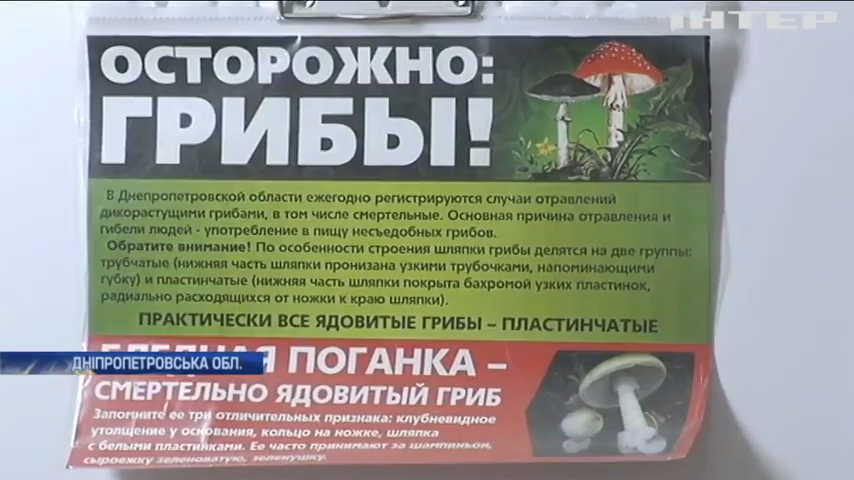 ІНТЕР
ОСТОРОЖНО:
ГРИБЫ!
В Днепропетровской области ежегодно регистрируются случаи отравлений
дикорастущими грибами, в том числе смертельные. Основная причина отравления и
гибели людей - употребление в пищу несъедобных грибов.
Обратите внимание! По особенности строения шляпки грибы делятся на две группы:
трубчатые (нижняя часть шляпки пронизана узкими трубочками, напоминающими
губку) и пластинчатые (нижняя часть шляпки покрыта бахромой узких пластинок,
радиально расходящихся от ножки к краю шляпки).
ПРАКТИЧЕСКИ ВСЕ ЯДОВИТЫЕ ГРИБЫ – ПЛАСТИНЧАТЫЕ
ДНІПРОПЕТРОВСЬКА ОБЛ.
ПОГАНКА –
СМЕРТЕЛЬНО ЯДОВИТЫЙ ГРИБ
Запомните ее три отличительных признака: клубневидное
утолщение у основания, кольцо на ножке, шляпка
с белыми пластинками. Ее часто принимают за шампиньон,
сыроежку зеленоватую, зеленушку.